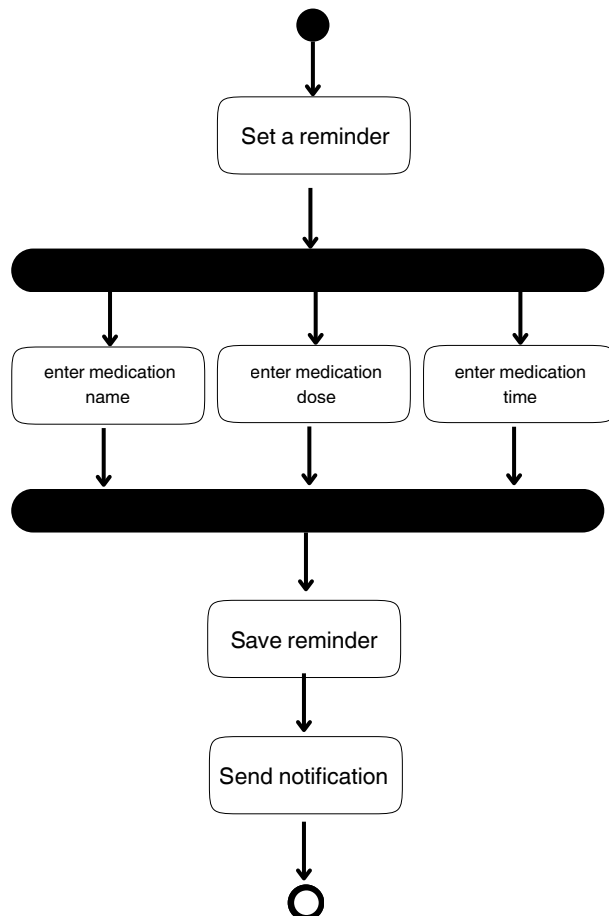 Set a reminder
enter medication
name
enter medication
dose
enter medication
time
Save reminder
Send notification